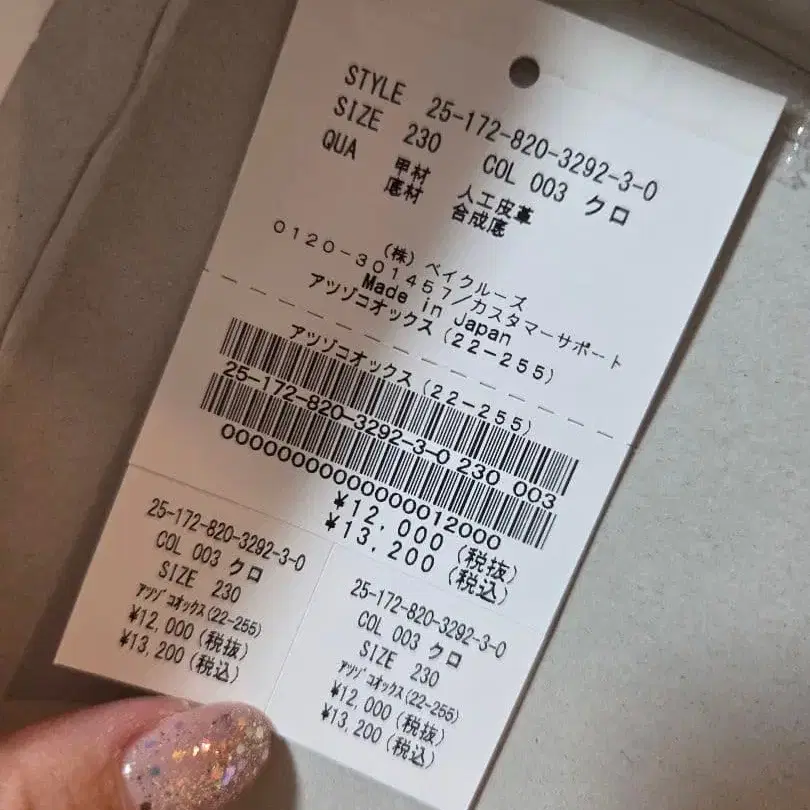 STYLE 25-172-820-3292-3-0
SIZE 230 COL 003 クロ
QUA 甲材 人工皮革
底材 合成底
(株) ベイクルーズ
0120-301457/カスタマーサポート
Made in Japan
アツゾコオックス (22-255)
アツゾコオックス (22-255)
25-172-820-3292-3-0 230 003
0000000000000012000
¥12,000 (税抜)
¥13,200 (税込)
25-172-820-3292-3-0
COL 003 クロ
SIZE 230
アツゾコオックス(22-255)
¥12,000 (税抜)
¥13,200 (税込)
25-172-820-3292-3-0
COL 003 クロ
SIZE 230
アツゾコオックス(22-255)
¥12,000 (税抜)
¥13,200 (税込)